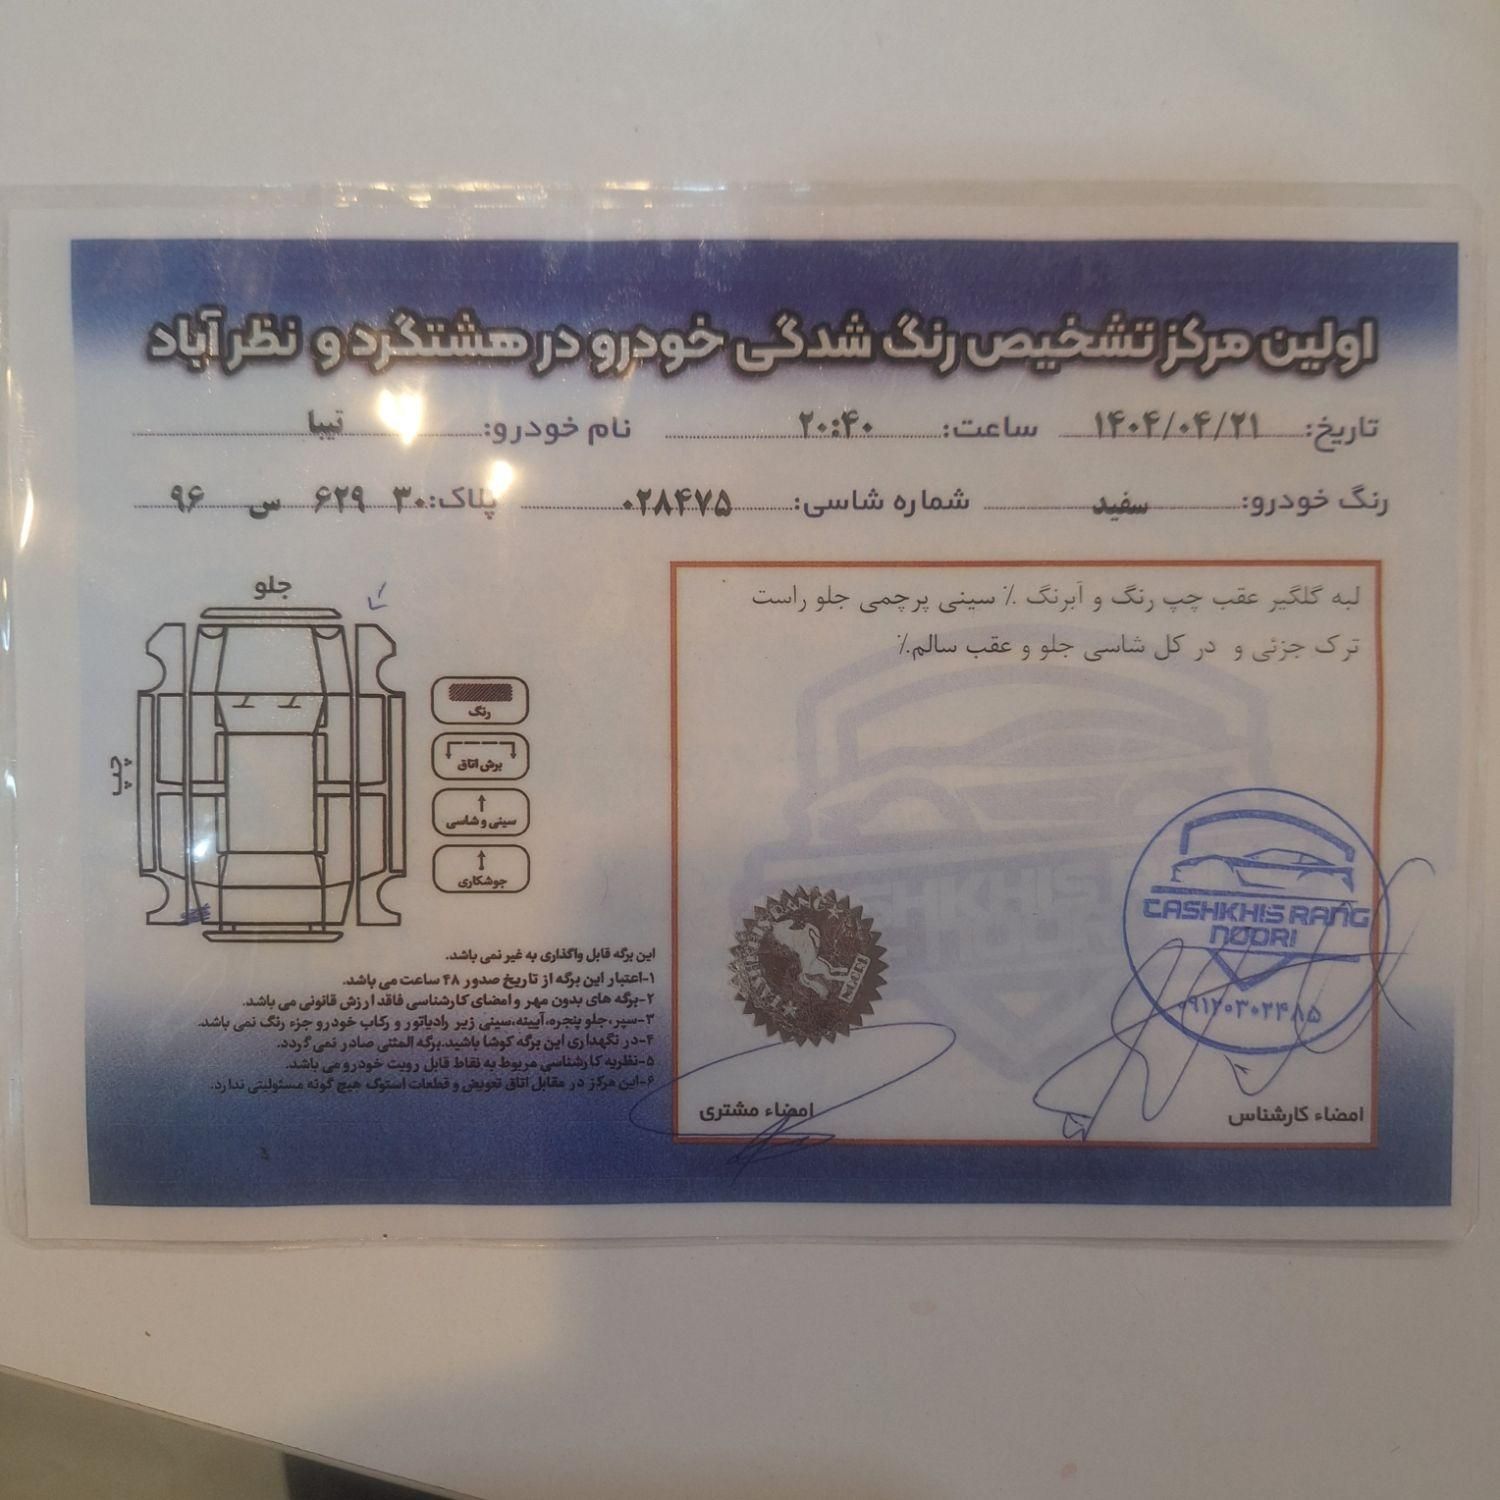 اولین مرکز تشخیص رنگ شدگی خودرو در هشتگرد و نظرآباد
تاریخ: ۱۴۰۴/۰۴/۲۱ ساعت: ۲۰:۴۰ نام خودرو: تیبا
رنگ خودرو: سفید شماره شاسی: ۰۲۸۴۷۵ پلاک: ۳۰ ۶۲۹ س ۹۶
لبه گلگیر عقب چپ رنگ و آبرنگ ٪ سینی پرچمی جلو راست
ترک جزئی و در کل شاسی جلو و عقب سالم٪
جلو
چپ
رنگ
برش اتاق
سینی و شاسی
جوشکاری
این برگه قابل واگذاری به غیر نمی باشد.
۱-اعتبار این برگه از تاریخ صدور ۴۸ ساعت می باشد.
۲-برگه های بدون مهر و امضای کارشناسی فاقد ارزش قانونی می باشد.
۳-سپر،جلو پنجره،آیینه،سینی زیر رادیاتور و رکاب خودرو جزء رنگ نمی باشد.
۴-در نگهداری این برگه کوشا باشید.برگه المثنی صادر نمی گردد.
۵-نظریه کارشناسی مربوط به نقاط قابل رویت خودرو می باشد.
۶-این مرکز در مقابل اتاق تعویض و قطعات استوک هیچ گونه مسئولیتی ندارد.
CASHKHIS RANG
NOORI
۰۹۱۲۰۳۰۲۴۸۵
امضاء کارشناس
امضاء مشتری